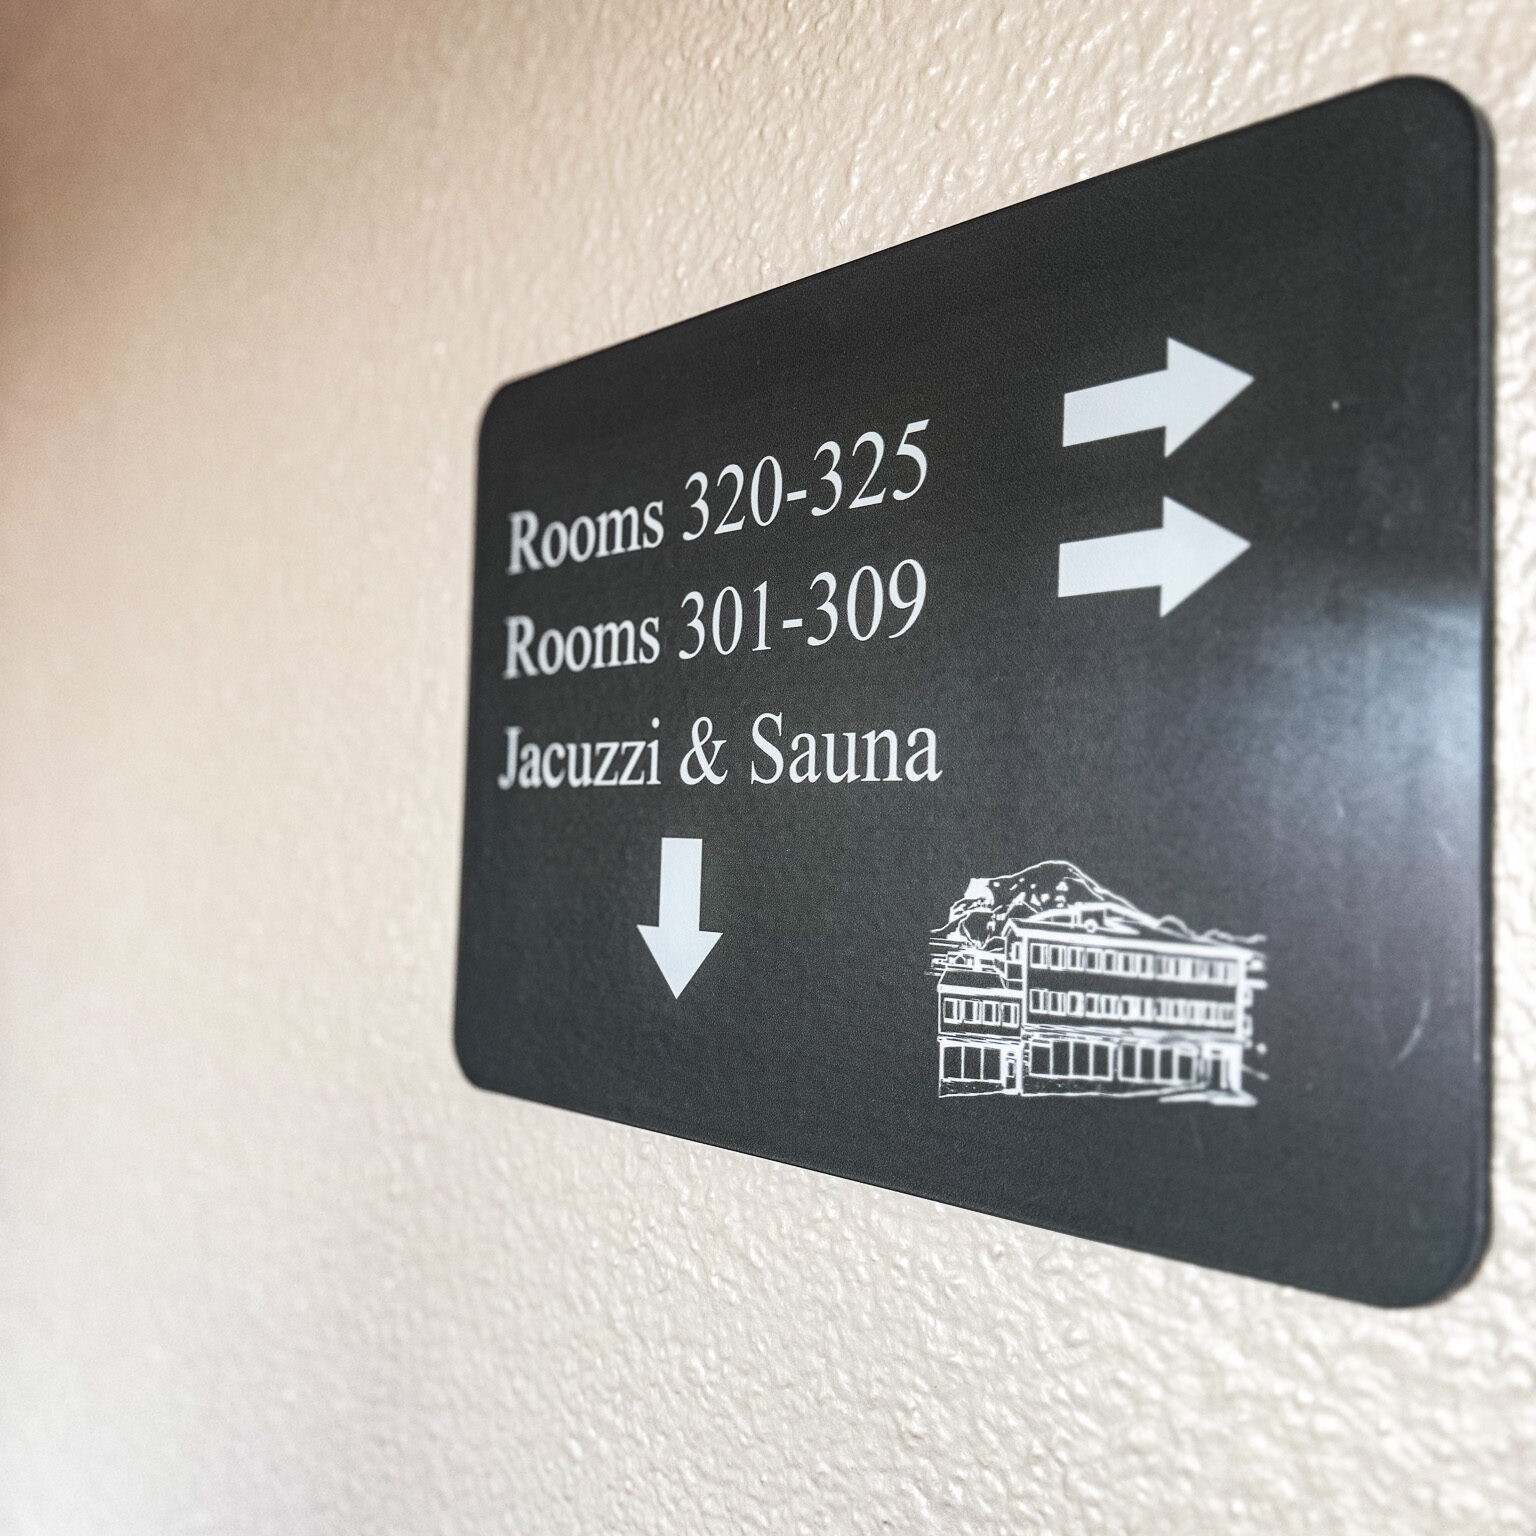 Rooms 320-325
Rooms 301-309
Jacuzzi & Sauna